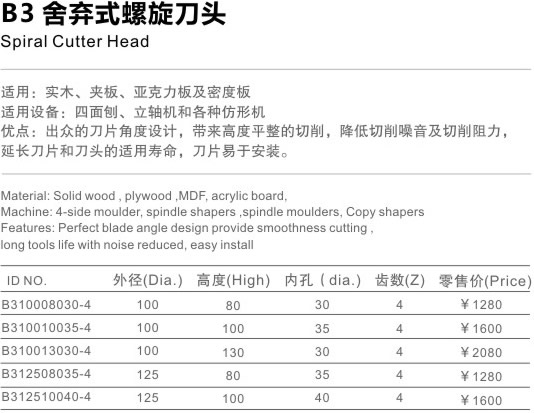 B3 舍弃式螺旋刀头
Spiral Cutter Head
适用：实木、夹板、亚克力板及密度板
适用设备：四面刨、立轴机和各种仿形机
优点：出众的刀片角度设计，带来高度平整的切削，降低切削噪音及切削阻力，
延长刀片和刀头的适用寿命，刀片易于安装。
Material: Solid wood , plywood ,MDF, acrylic board,
Machine: 4-side moulder, spindle shapers ,spindle moulders, Copy shapers
Features: Perfect blade angle design provide smoothness cutting ,
long tools life with noise reduced, easy install
ID NO. 外径(Dia.) 高度(High) 内孔 ( dia.) 齿数(Z) 零售价(Price)
B310008030-4 100 80 30 4 ￥1280
B310010035-4 100 100 35 4 ￥1600
B310013030-4 100 130 30 4 ￥2080
B312508035-4 125 80 35 4 ￥1280
B312510040-4 125 100 40 4 ￥1600